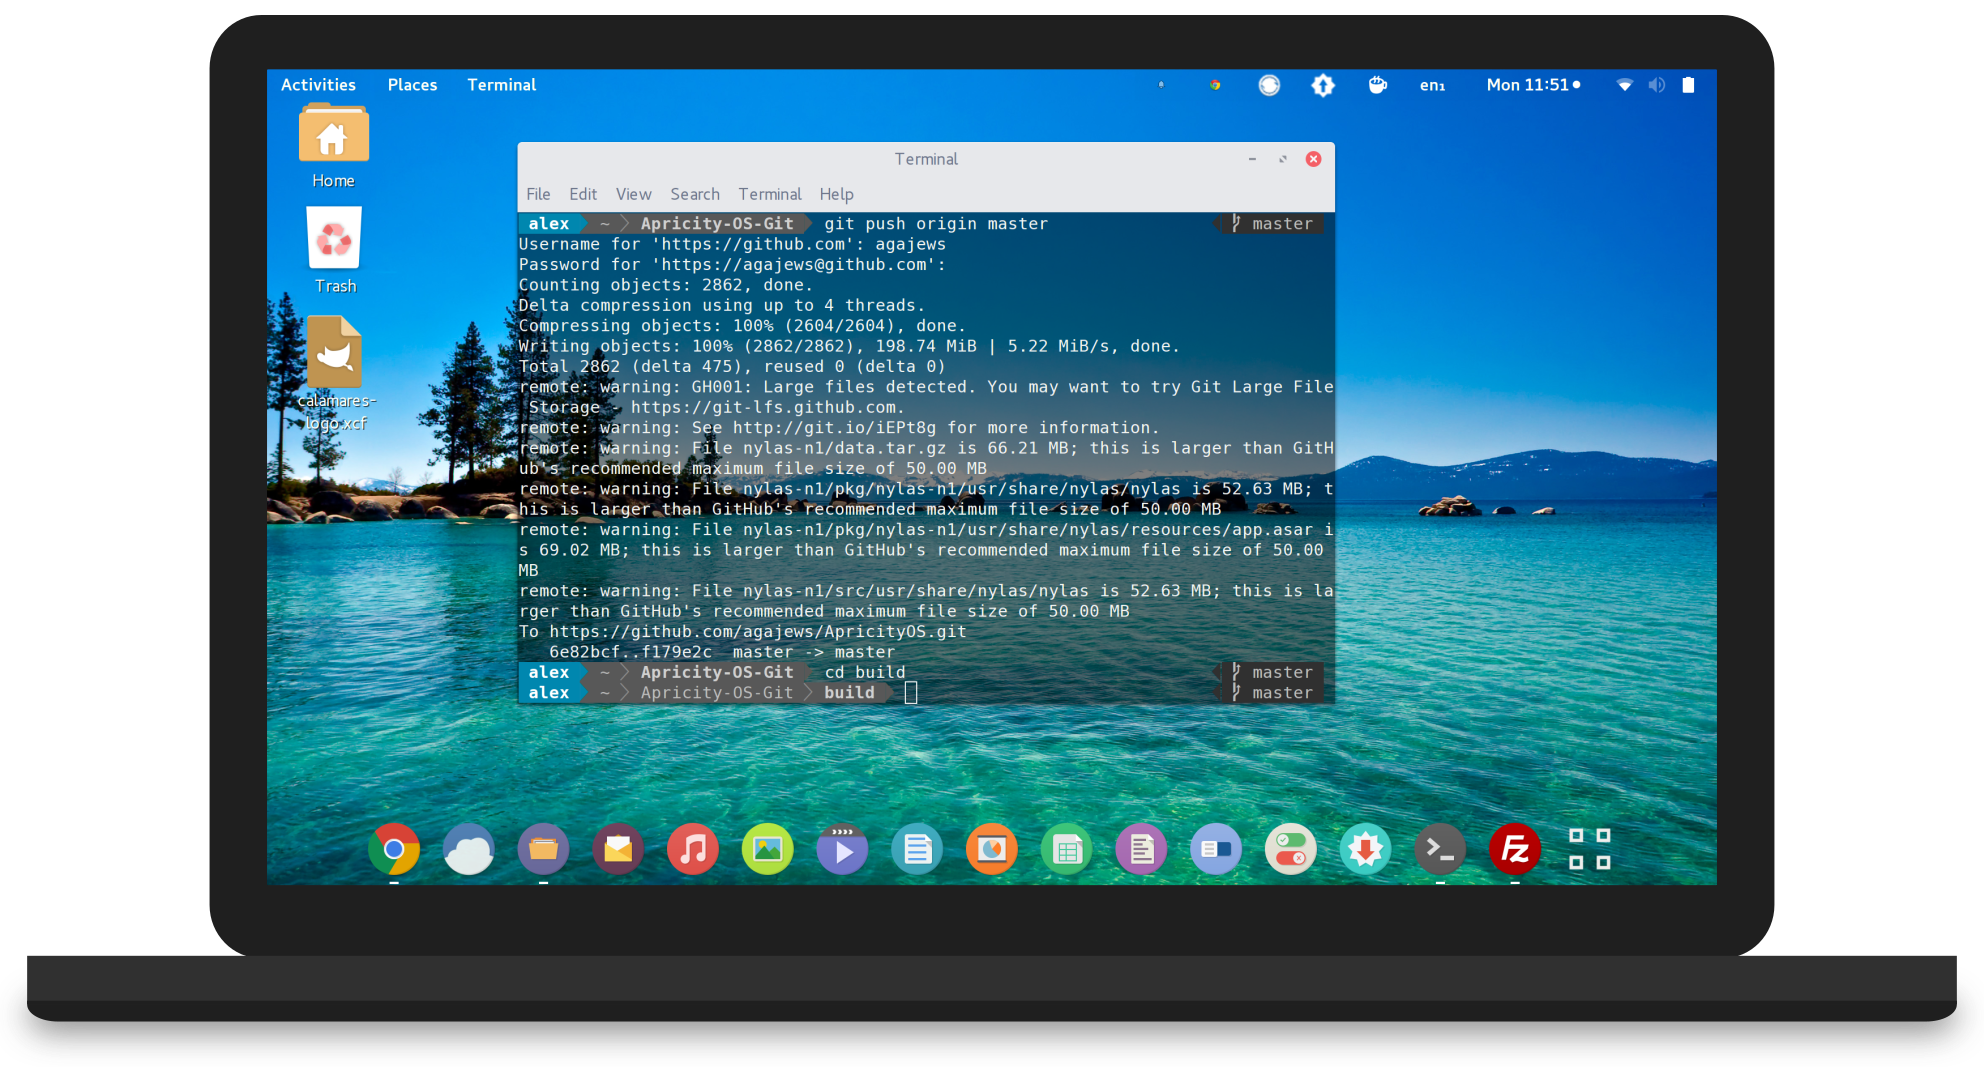 Activities Places Terminal en₁ Mon 11:51
Home
Trash
calamares-
logo.xcf
Terminal
File Edit View Search Terminal Help
alex ~ Apricity-OS-Git git push origin master master
Username for 'https://github.com': agajews
Password for 'https://agajews@github.com':
Counting objects: 2862, done.
Delta compression using up to 4 threads.
Compressing objects: 100% (2604/2604), done.
Writing objects: 100% (2862/2862), 198.74 MiB | 5.22 MiB/s, done.
Total 2862 (delta 475), reused 0 (delta 0)
remote: warning: GH001: Large files detected. You may want to try Git Large File
Storage - https://git-lfs.github.com.
remote: warning: See http://git.io/iEPt8g for more information.
remote: warning: File nylas-n1/data.tar.gz is 66.21 MB; this is larger than GitH
ub's recommended maximum file size of 50.00 MB
remote: warning: File nylas-n1/pkg/nylas-n1/usr/share/nylas/nylas is 52.63 MB; t
his is larger than GitHub's recommended maximum file size of 50.00 MB
remote: warning: File nylas-n1/pkg/nylas-n1/usr/share/nylas/resources/app.asar i
s 69.02 MB; this is larger than GitHub's recommended maximum file size of 50.00
MB
remote: warning: File nylas-n1/src/usr/share/nylas/nylas is 52.63 MB; this is la
rger than GitHub's recommended maximum file size of 50.00 MB
To https://github.com/agajews/ApricityOS.git
6e82bcf..f179e2c master -> master
alex ~ Apricity-OS-Git cd build master
alex ~ Apricity-OS-Git build master
Fz